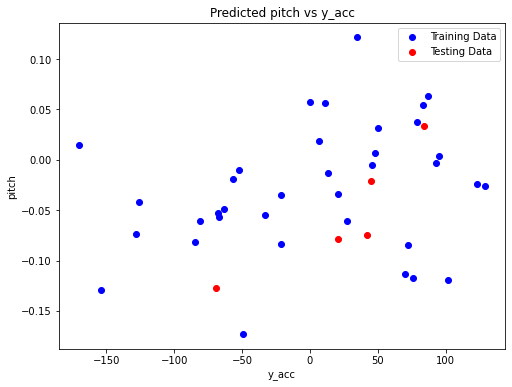 Predicted pitch vs y_acc
Training Data
Testing Data
0.10
0.05
0.00
−0.05
−0.10
−0.15
pitch
−150
−100
−50
0
50
100
y_acc